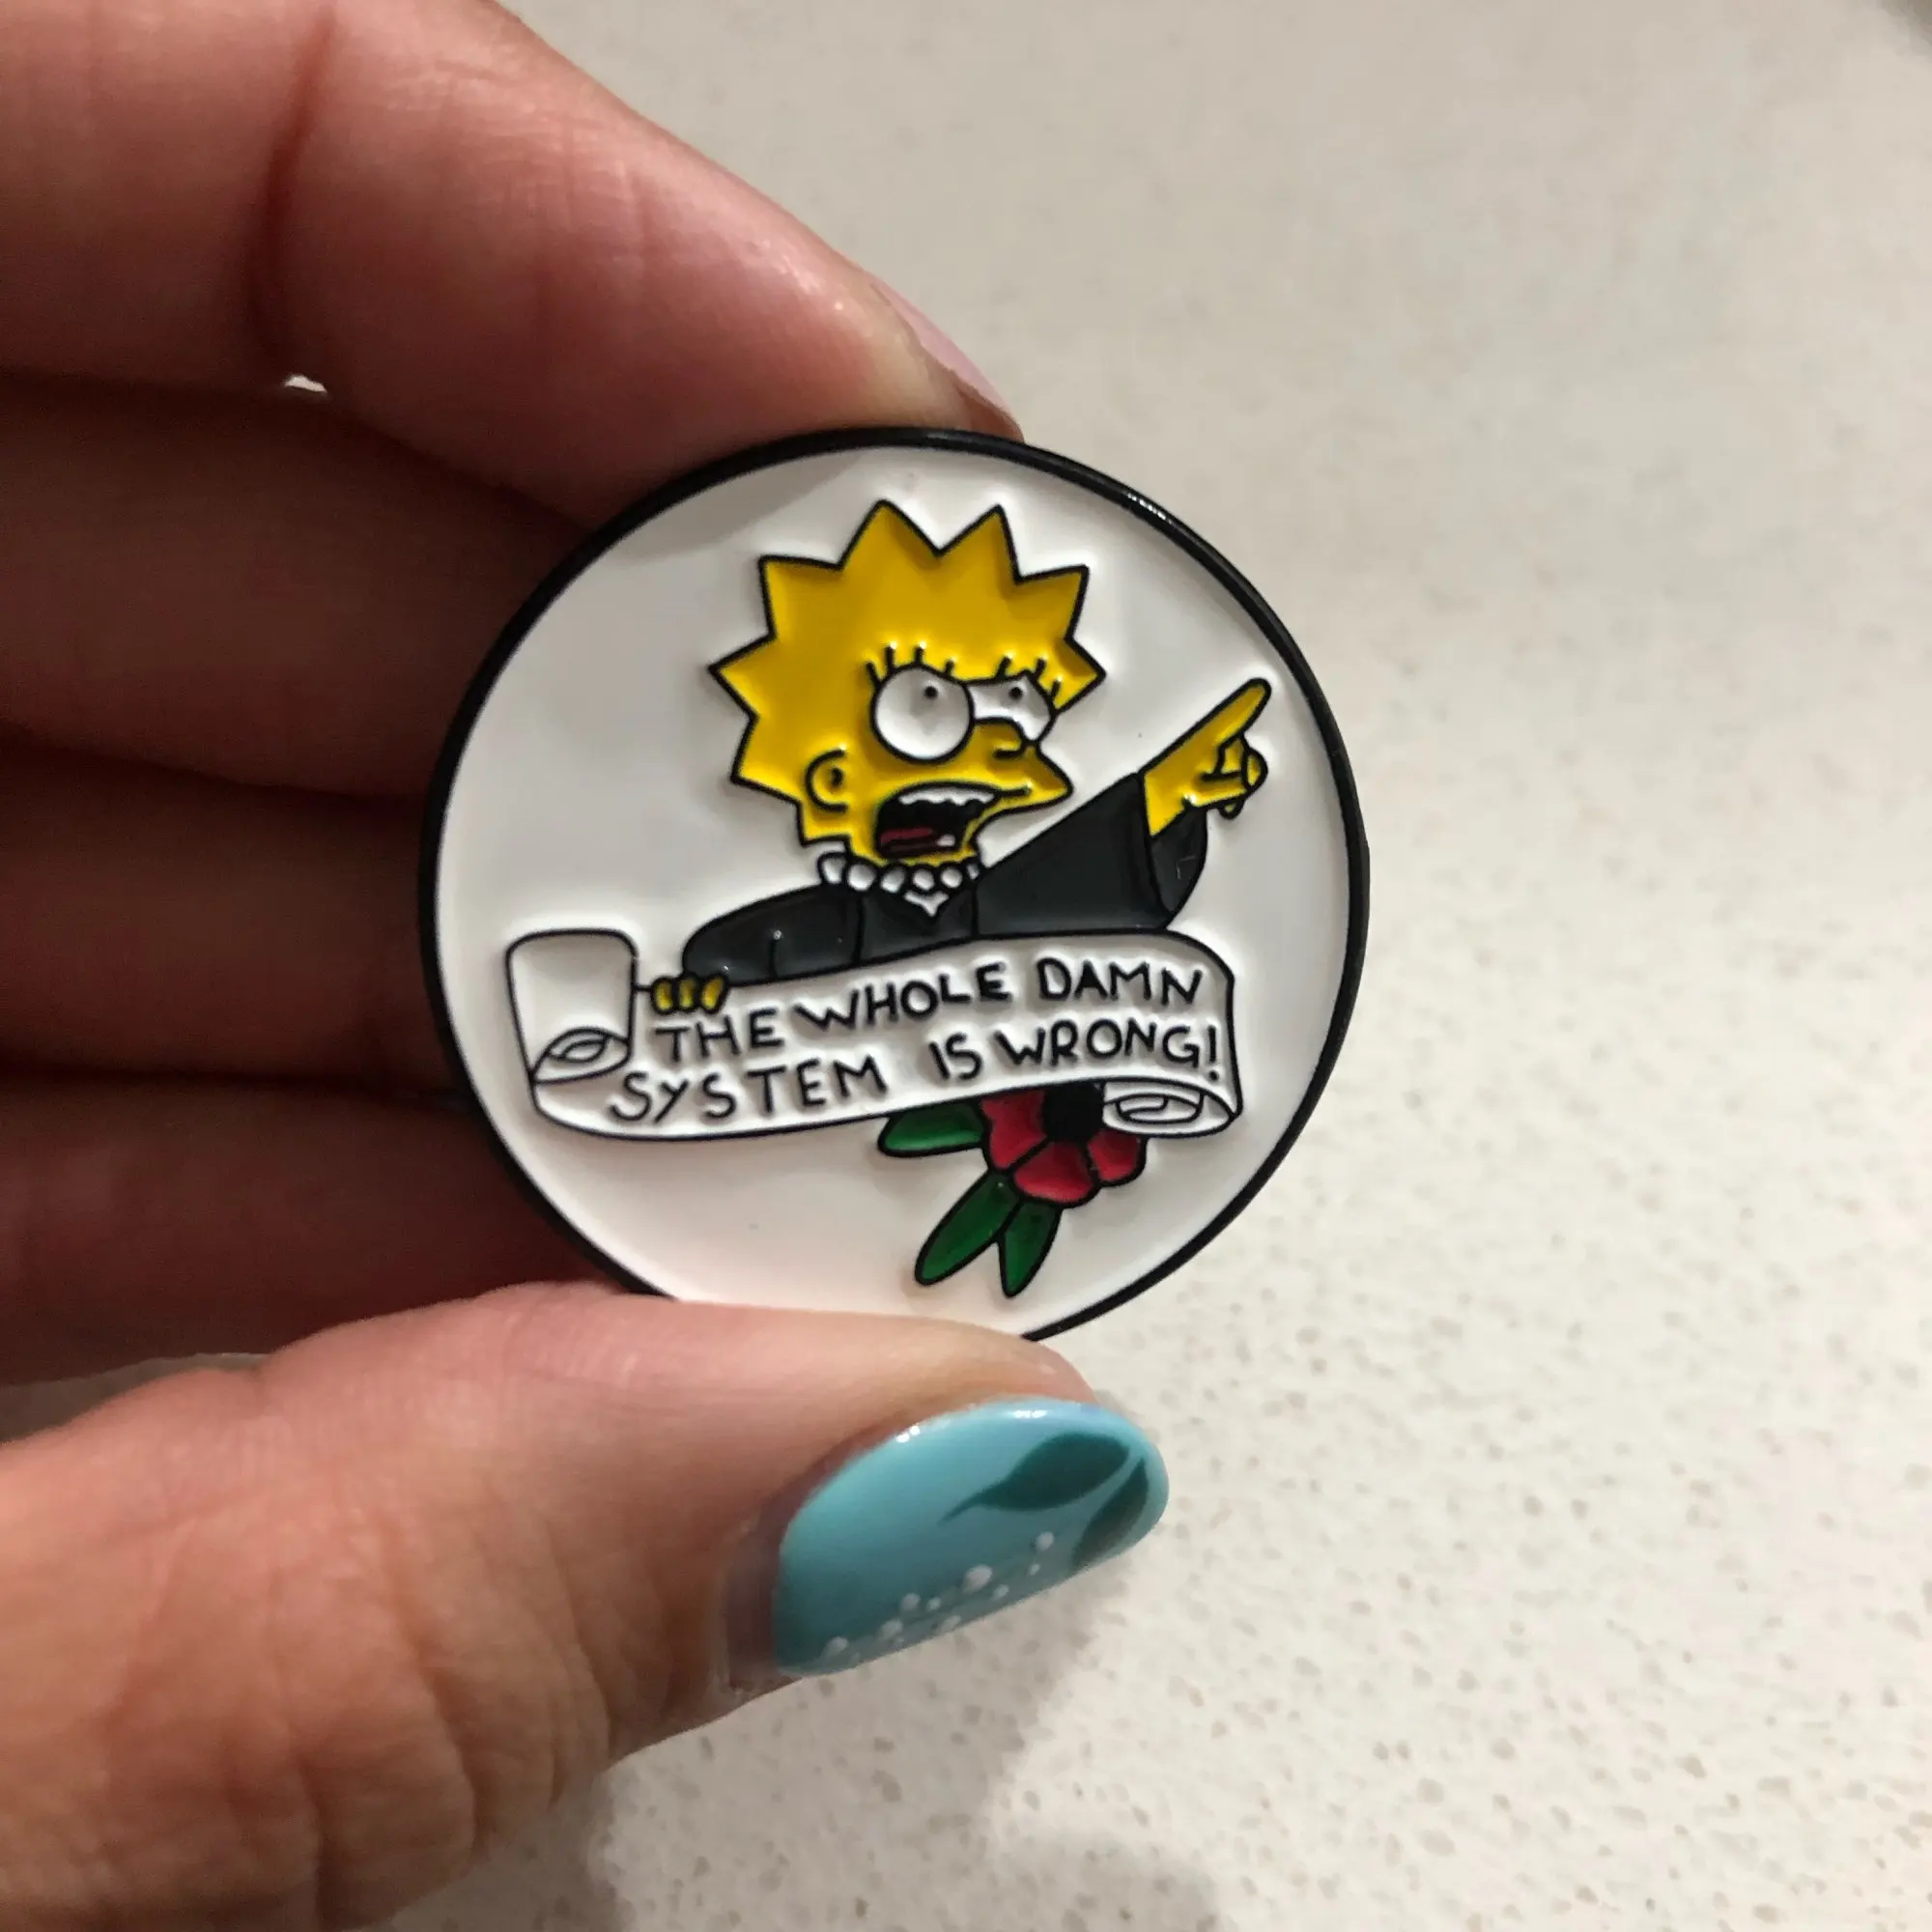 THE WHOLE DAMN
SYSTEM IS WRONG!